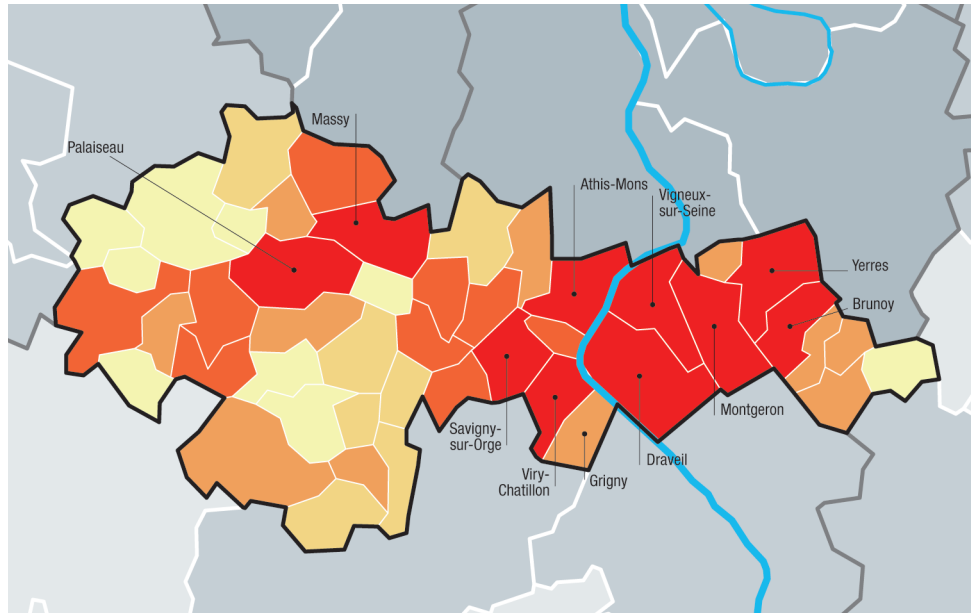 Massy
Palaiseau
Athis-Mons
Vigneux-
sur-Seine
Yerres
Brunoy
Montgeron
Savigny-
sur-Orge
Draveil
Viry-
Chatillon
Grigny